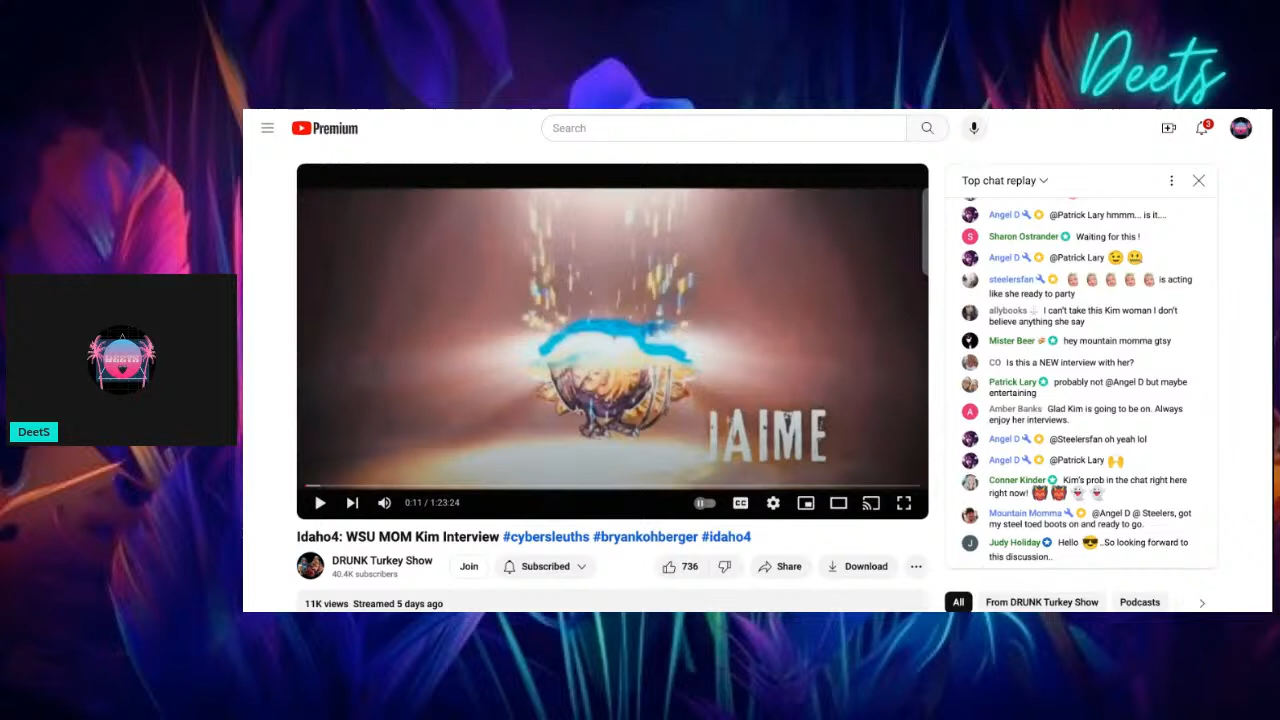 Deets
Premium
Search
3
Top chat replay
Angel D @Patrick Lary hmmm... is it....
S Sharon Ostrander Waiting for this !
Angel D @Patrick Lary
steelersfan is acting
like she ready to party
allybooks I can't take this Kim woman I don't
believe anything she say
Mister Beer hey mountain momma gtsy
CO Is this a NEW interview with her?
Patrick Lary probably not @Angel D but maybe
entertaining
A Amber Banks Glad Kim is going to be on. Always
enjoy her interviews.
Angel D @Steelersfan oh yeah lol
Angel D @Patrick Lary
Conner Kinder Kim's prob in the chat right here
right now!
Mountain Momma @Angel D @ Steelers, got
my steel toed boots on and ready to go.
J Judy Holiday Hello ..So looking forward to
this discussion..
JAIME
0:11 / 1:23:24
CC
DEETS
DeetS
Idaho4: WSU MOM Kim Interview #cybersleuths #bryankohberger #idaho4
DRUNK Turkey Show
40.4K subscribers
Join
Subscribed
736
Share
Download
11K views Streamed 5 days ago
All
From DRUNK Turkey Show
Podcasts